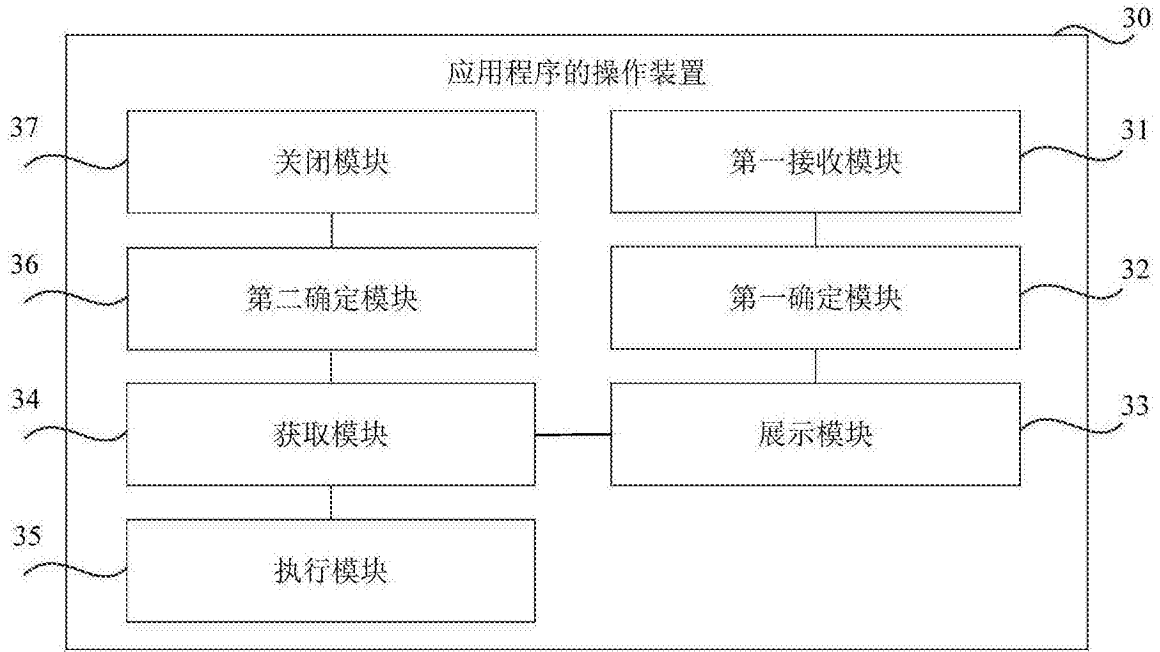 30
应用程序的操作装置
37
关闭模块
第一接收模块
31
36
第二确定模块
第一确定模块
32
34
获取模块
展示模块
33
35
执行模块